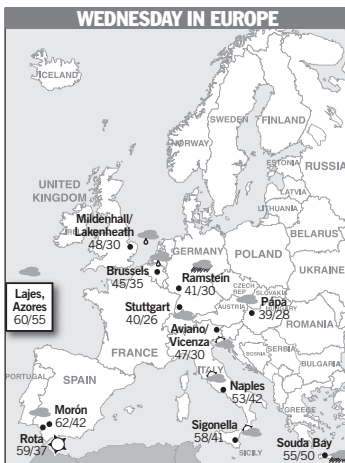 WEDNESDAY IN EUROPE
ICELAND
SWEDEN
FINLAND
NORWAY
ESTONIA
RUSSIA
LATVIA
LITHUANIA
UNITED
KINGDOM
Mildenhall/
Lakenheath
48/30
BELARUS
GERMANY
POLAND
Brussels
45/35
Ramstein
41/30
UKRAINE
Lajes,
Azores
60/55
CZECH
REP
SLOVAKIA
Stuttgart
40/26
AUSTRIA
Pápa
39/28
HUNGARY
Aviano/
Vicenza
47/30
ROMANIA
FRANCE
BOSNIA
SERBIA
BULGARIA
ITALY
PORTUGAL
SPAIN
Naples
53/42
GREECE
Morón
62/42
Sigonella
58/41
Rota
59/37
SICILY
Souda Bay
55/50